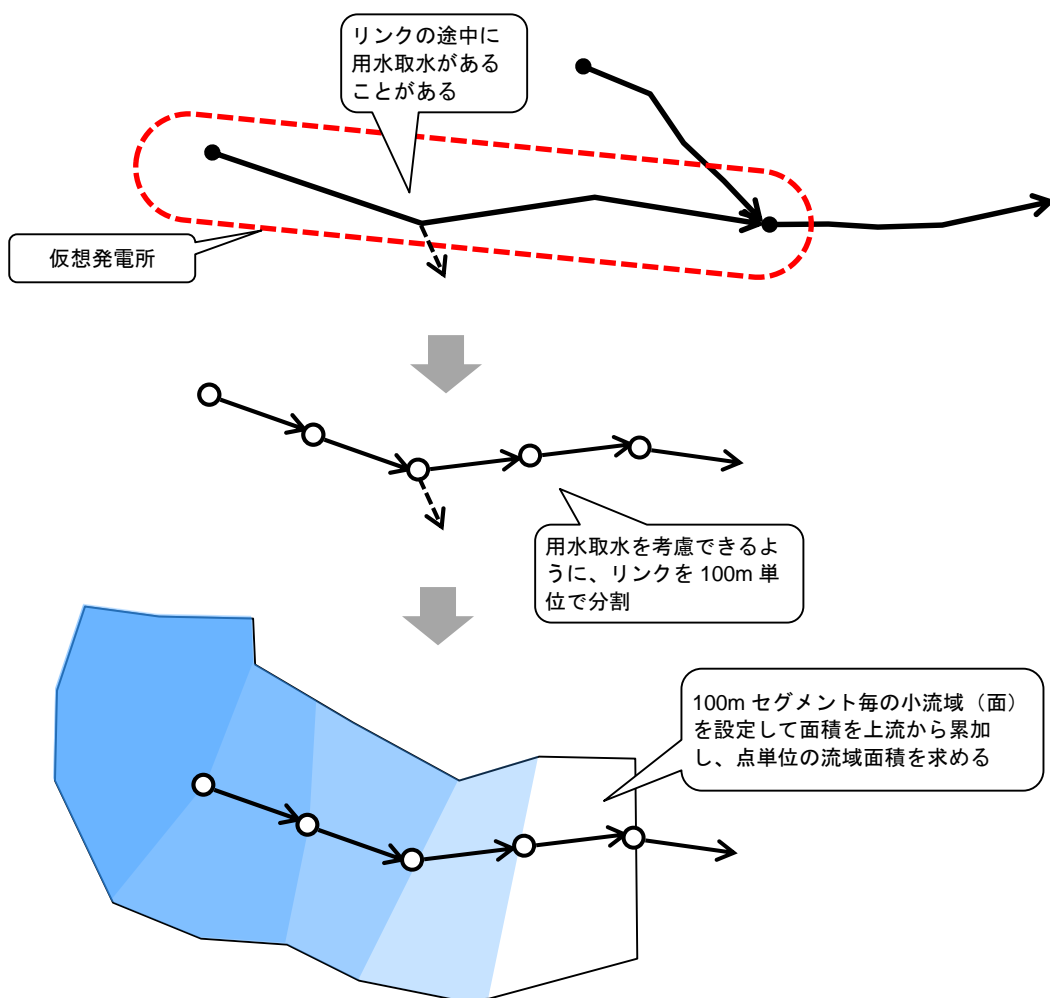 リンクの途中に
用水取水がある
ことがある
仮想発電所
用水取水を考慮できるよ
うに、リンクを 100m 単
位で分割
100m セグメント毎の小流域（面）
を設定して面積を上流から累加
し、点単位の流域面積を求める